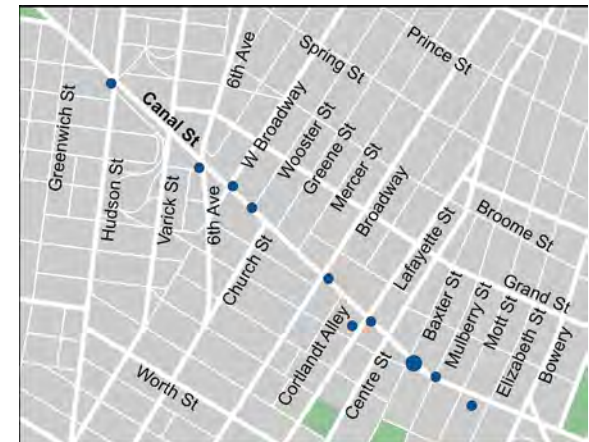 Prince St
Spring St
6th Ave
Canal St
W Broadway
Wooster St
Greene St
Mercer St
Greenwich St
Hudson St
Varick St
6th Ave
Broadway
Broome St
Church St
Lafayette St
Grand St
Baxter St
Mulberry St
Mott St
Elizabeth St
Bowery
Cortlandt Alley
Centre St
Worth St